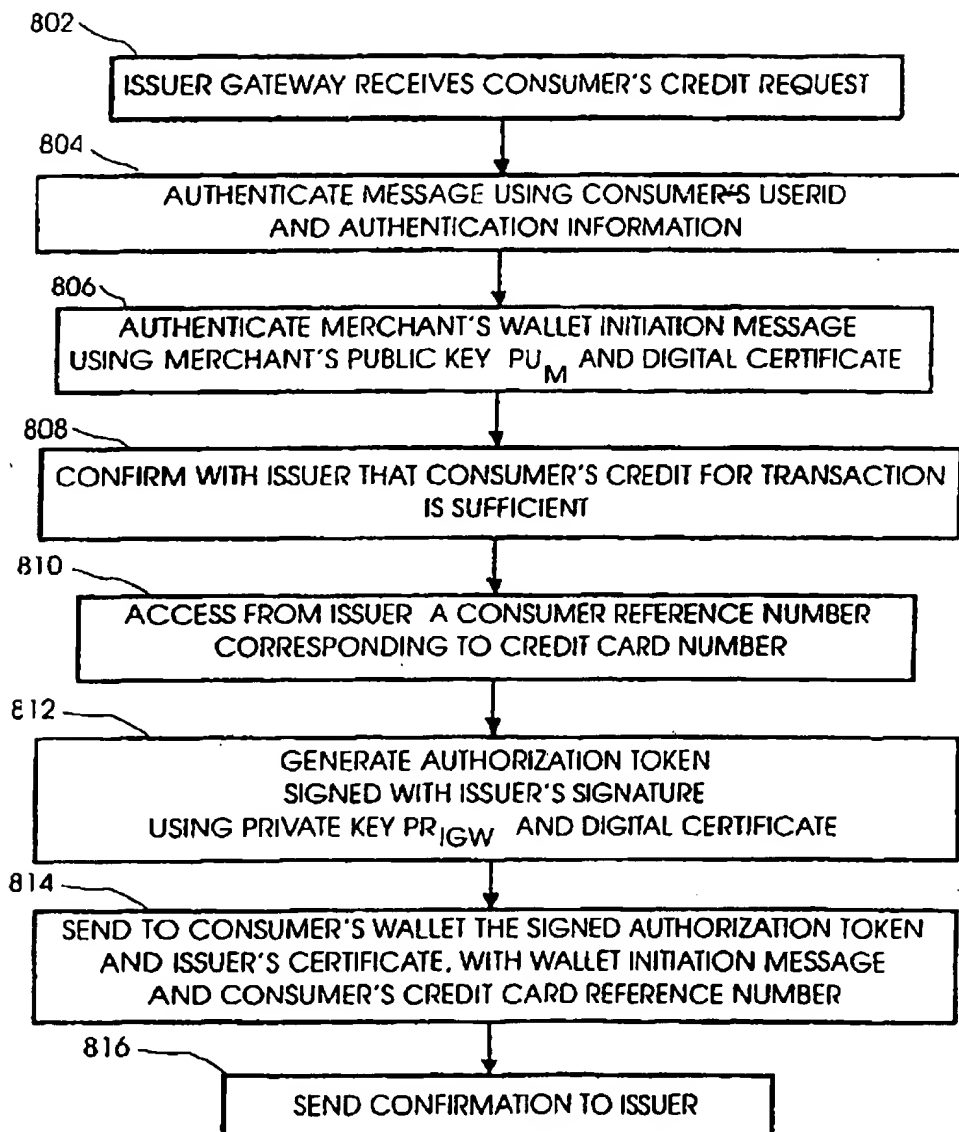 802
ISSUER GATEWAY RECEIVES CONSUMER'S CREDIT REQUEST
804
AUTHENTICATE MESSAGE USING CONSUMER'S USERID
AND AUTHENTICATION INFORMATION
806
AUTHENTICATE MERCHANT'S WALLET INITIATION MESSAGE
USING MERCHANT'S PUBLIC KEY PU_M AND DIGITAL CERTIFICATE
808
CONFIRM WITH ISSUER THAT CONSUMER'S CREDIT FOR TRANSACTION
IS SUFFICIENT
810
ACCESS FROM ISSUER A CONSUMER REFERENCE NUMBER
CORRESPONDING TO CREDIT CARD NUMBER
812
GENERATE AUTHORIZATION TOKEN
SIGNED WITH ISSUER'S SIGNATURE
USING PRIVATE KEY PR_IGW AND DIGITAL CERTIFICATE
814
SEND TO CONSUMER'S WALLET THE SIGNED AUTHORIZATION TOKEN
AND ISSUER'S CERTIFICATE, WITH WALLET INITIATION MESSAGE
AND CONSUMER'S CREDIT CARD REFERENCE NUMBER
816
SEND CONFIRMATION TO ISSUER